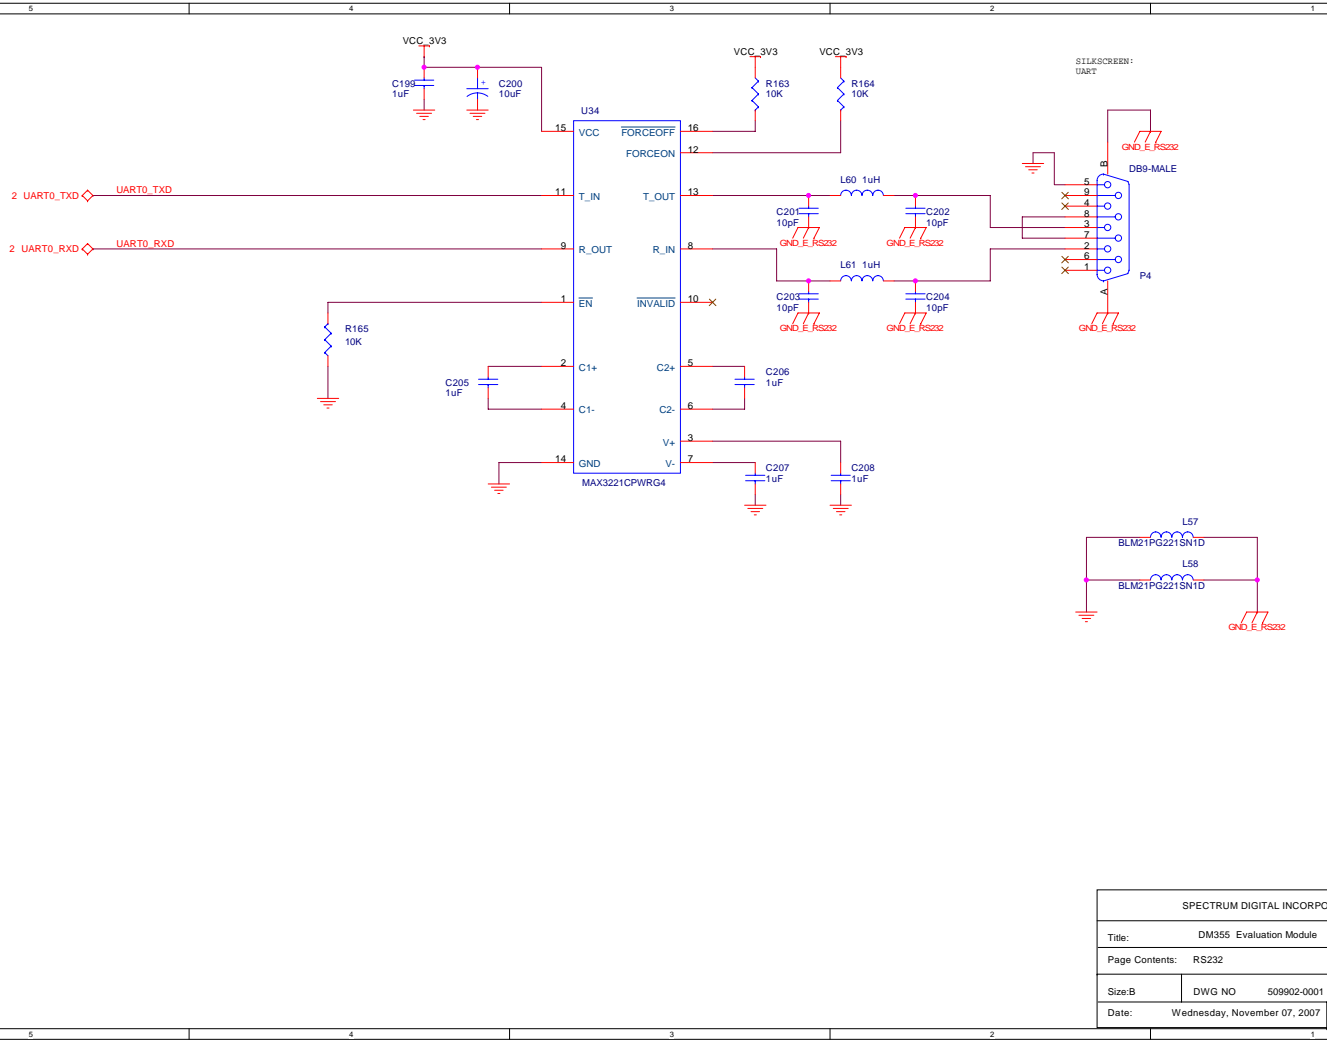 5 4 3 2 1
VCC_3V3
VCC_3V3 VCC_3V3
SILKSCREEN:
UART
C199
1uF
+
C200
10uF
R163
10K
R164
10K
U34
15 VCC
FORCEOFF 16
FORCEON 12
GND_E_RS232
B
DB9-MALE
2 UART0_TXD
UART0_TXD
11 T_IN
T_OUT 13
L60 1uH
C201
10pF
GND_E_RS232
C202
10pF
GND_E_RS232
5
9
4
8
3
7
2
6
1
P4
A
GND_E_RS232
2 UART0_RXD
UART0_RXD
9 R_OUT
R_IN 8
L61 1uH
C203
10pF
GND_E_RS232
C204
10pF
GND_E_RS232
1 EN
INVALID 10
R165
10K
2 C1+
C2+ 5
C205
1uF
C206
1uF
4 C1-
C2- 6
V+ 3
14 GND
V- 7
C207
1uF
C208
1uF
MAX3221CPWRG4
L57
BLM21PG221SN1D
L58
BLM21PG221SN1D
GND_E_RS232
SPECTRUM DIGITAL INCORPO
Title: DM355 Evaluation Module
Page Contents: RS232
Size:B DWG NO 509902-0001
Date: Wednesday, November 07, 2007
5 4 3 2 1